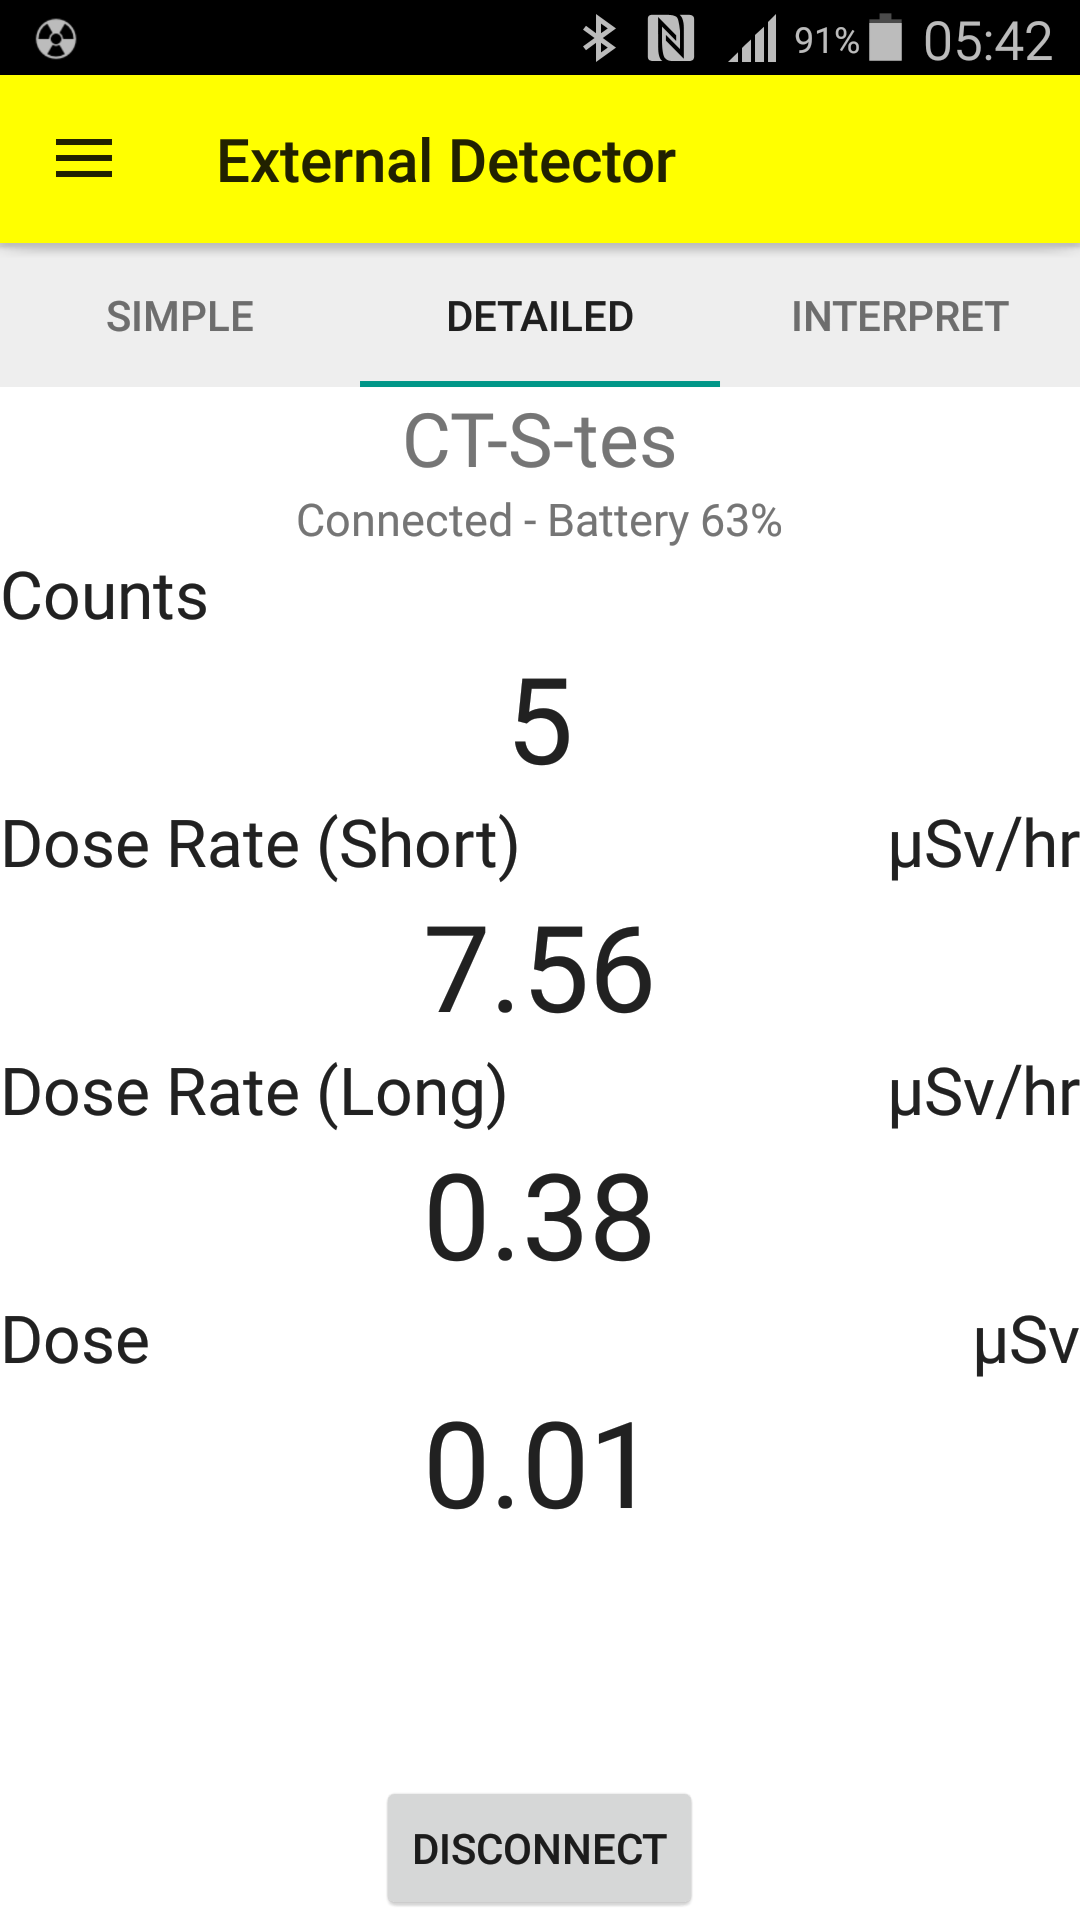 91% 05:42
External Detector
SIMPLE DETAILED INTERPRET
CT-S-tes
Connected - Battery 63%
Counts
5
Dose Rate (Short) µSv/hr
7.56
Dose Rate (Long) µSv/hr
0.38
Dose µSv
0.01
DISCONNECT